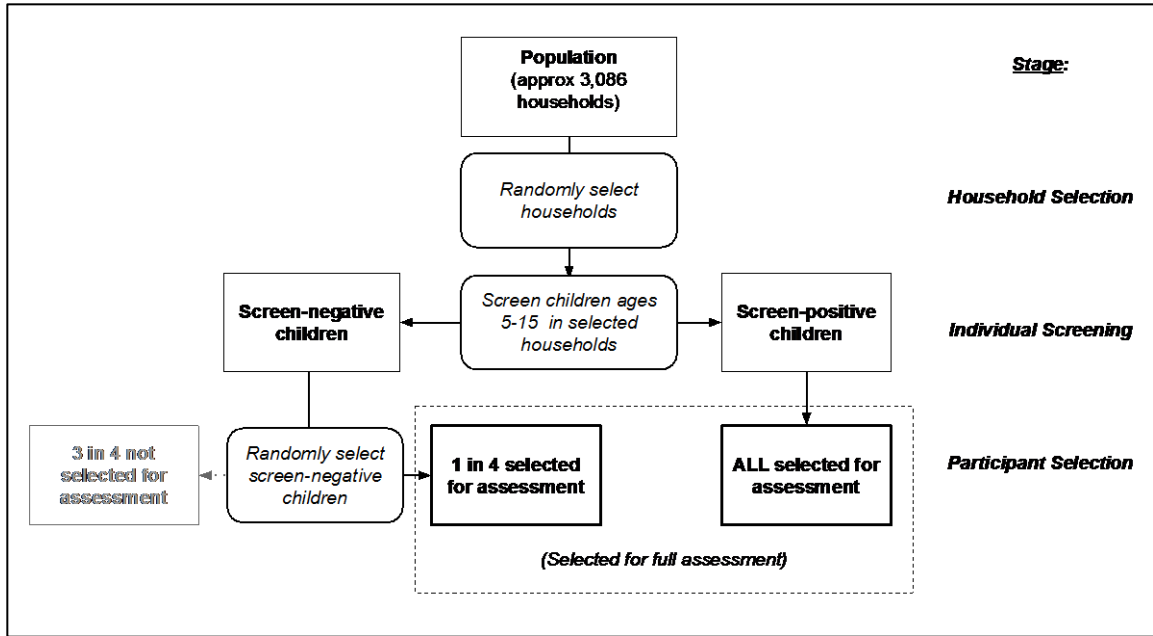 Population
(approx 3,086
households)
Stage:
Randomly select
households
Household Selection
Screen-negative
children
Screen children ages
5-15 in selected
households
Screen-positive
children
Individual Screening
3 in 4 not
selected for
assessment
Randomly select
screen-negative
children
1 in 4 selected
for assessment
ALL selected for
assessment
Participant Selection
(Selected for full assessment)